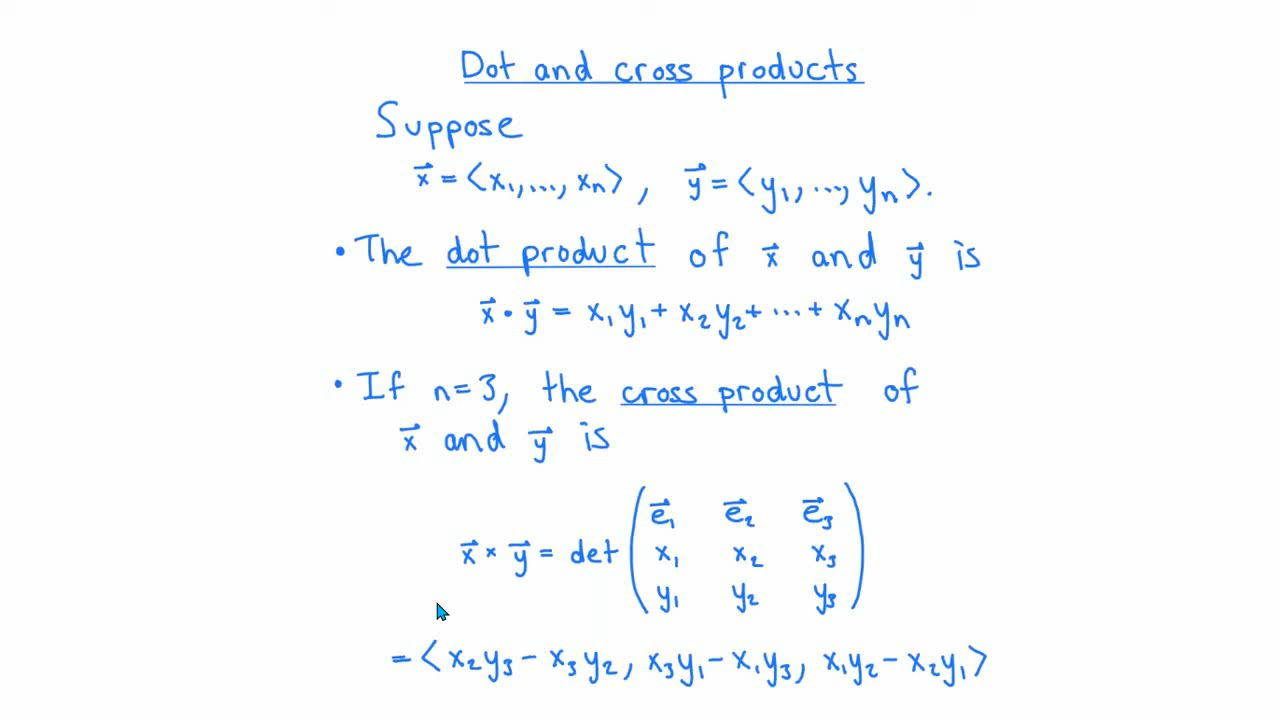 Dot and cross products
Suppose
x⃗ = <x₁, ..., xₙ>, y⃗ = <y₁, ..., yₙ>.
• The dot product of x⃗ and y⃗ is
x⃗ · y⃗ = x₁y₁ + x₂y₂ + ... + xₙyₙ
• If n=3, the cross product of
x⃗ and y⃗ is
e⃗₁ e⃗₂ e⃗₃
x⃗ × y⃗ = det ( x₁ x₂ x₃ )
y₁ y₂ y₃
= <x₂y₃ - x₃y₂, x₃y₁ - x₁y₃, x₁y₂ - x₂y₁>